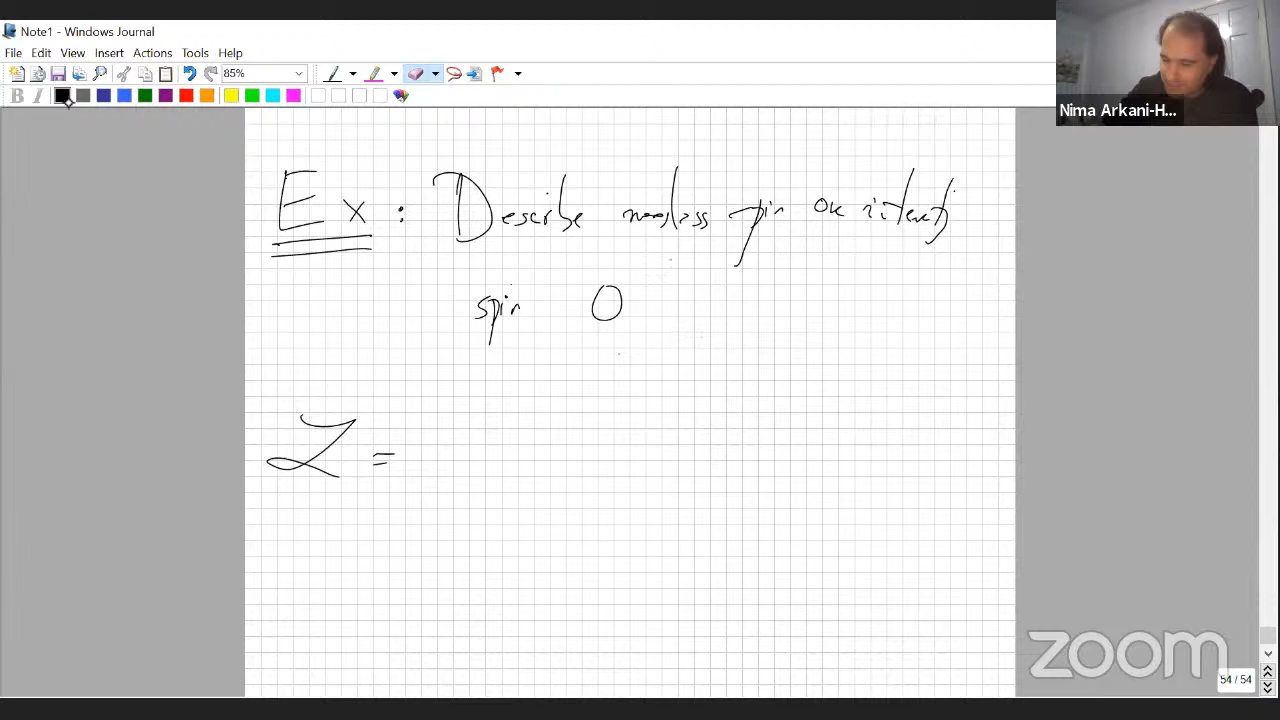 Note1 - Windows Journal
File Edit View Insert Actions Tools Help
85%
B I
Nima Arkani-H...
Ex : Describe massless spin one interacting
spin 0
L =
zoom
54 / 54